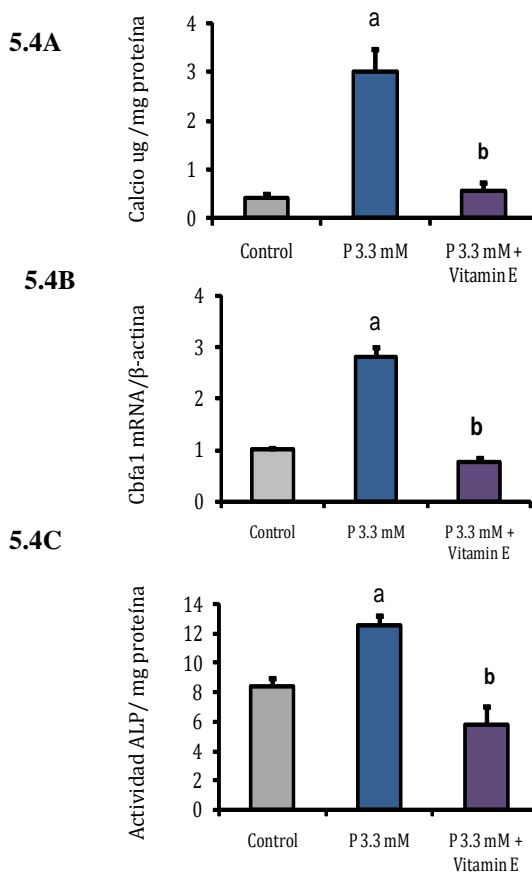 5.4A
Calcio ug /mg proteína
4
3
2
1
0
a
b
Control
P 3.3 mM
P 3.3 mM +
Vitamin E
5.4B
Cbfa1 mRNA/β-actina
4
3
2
1
0
a
b
Control
P 3.3 mM
P 3.3 mM +
Vitamin E
5.4C
Actividad ALP/ mg proteína
14
12
10
8
6
4
2
0
a
b
Control
P 3.3 mM
P 3.3 mM +
Vitamin E